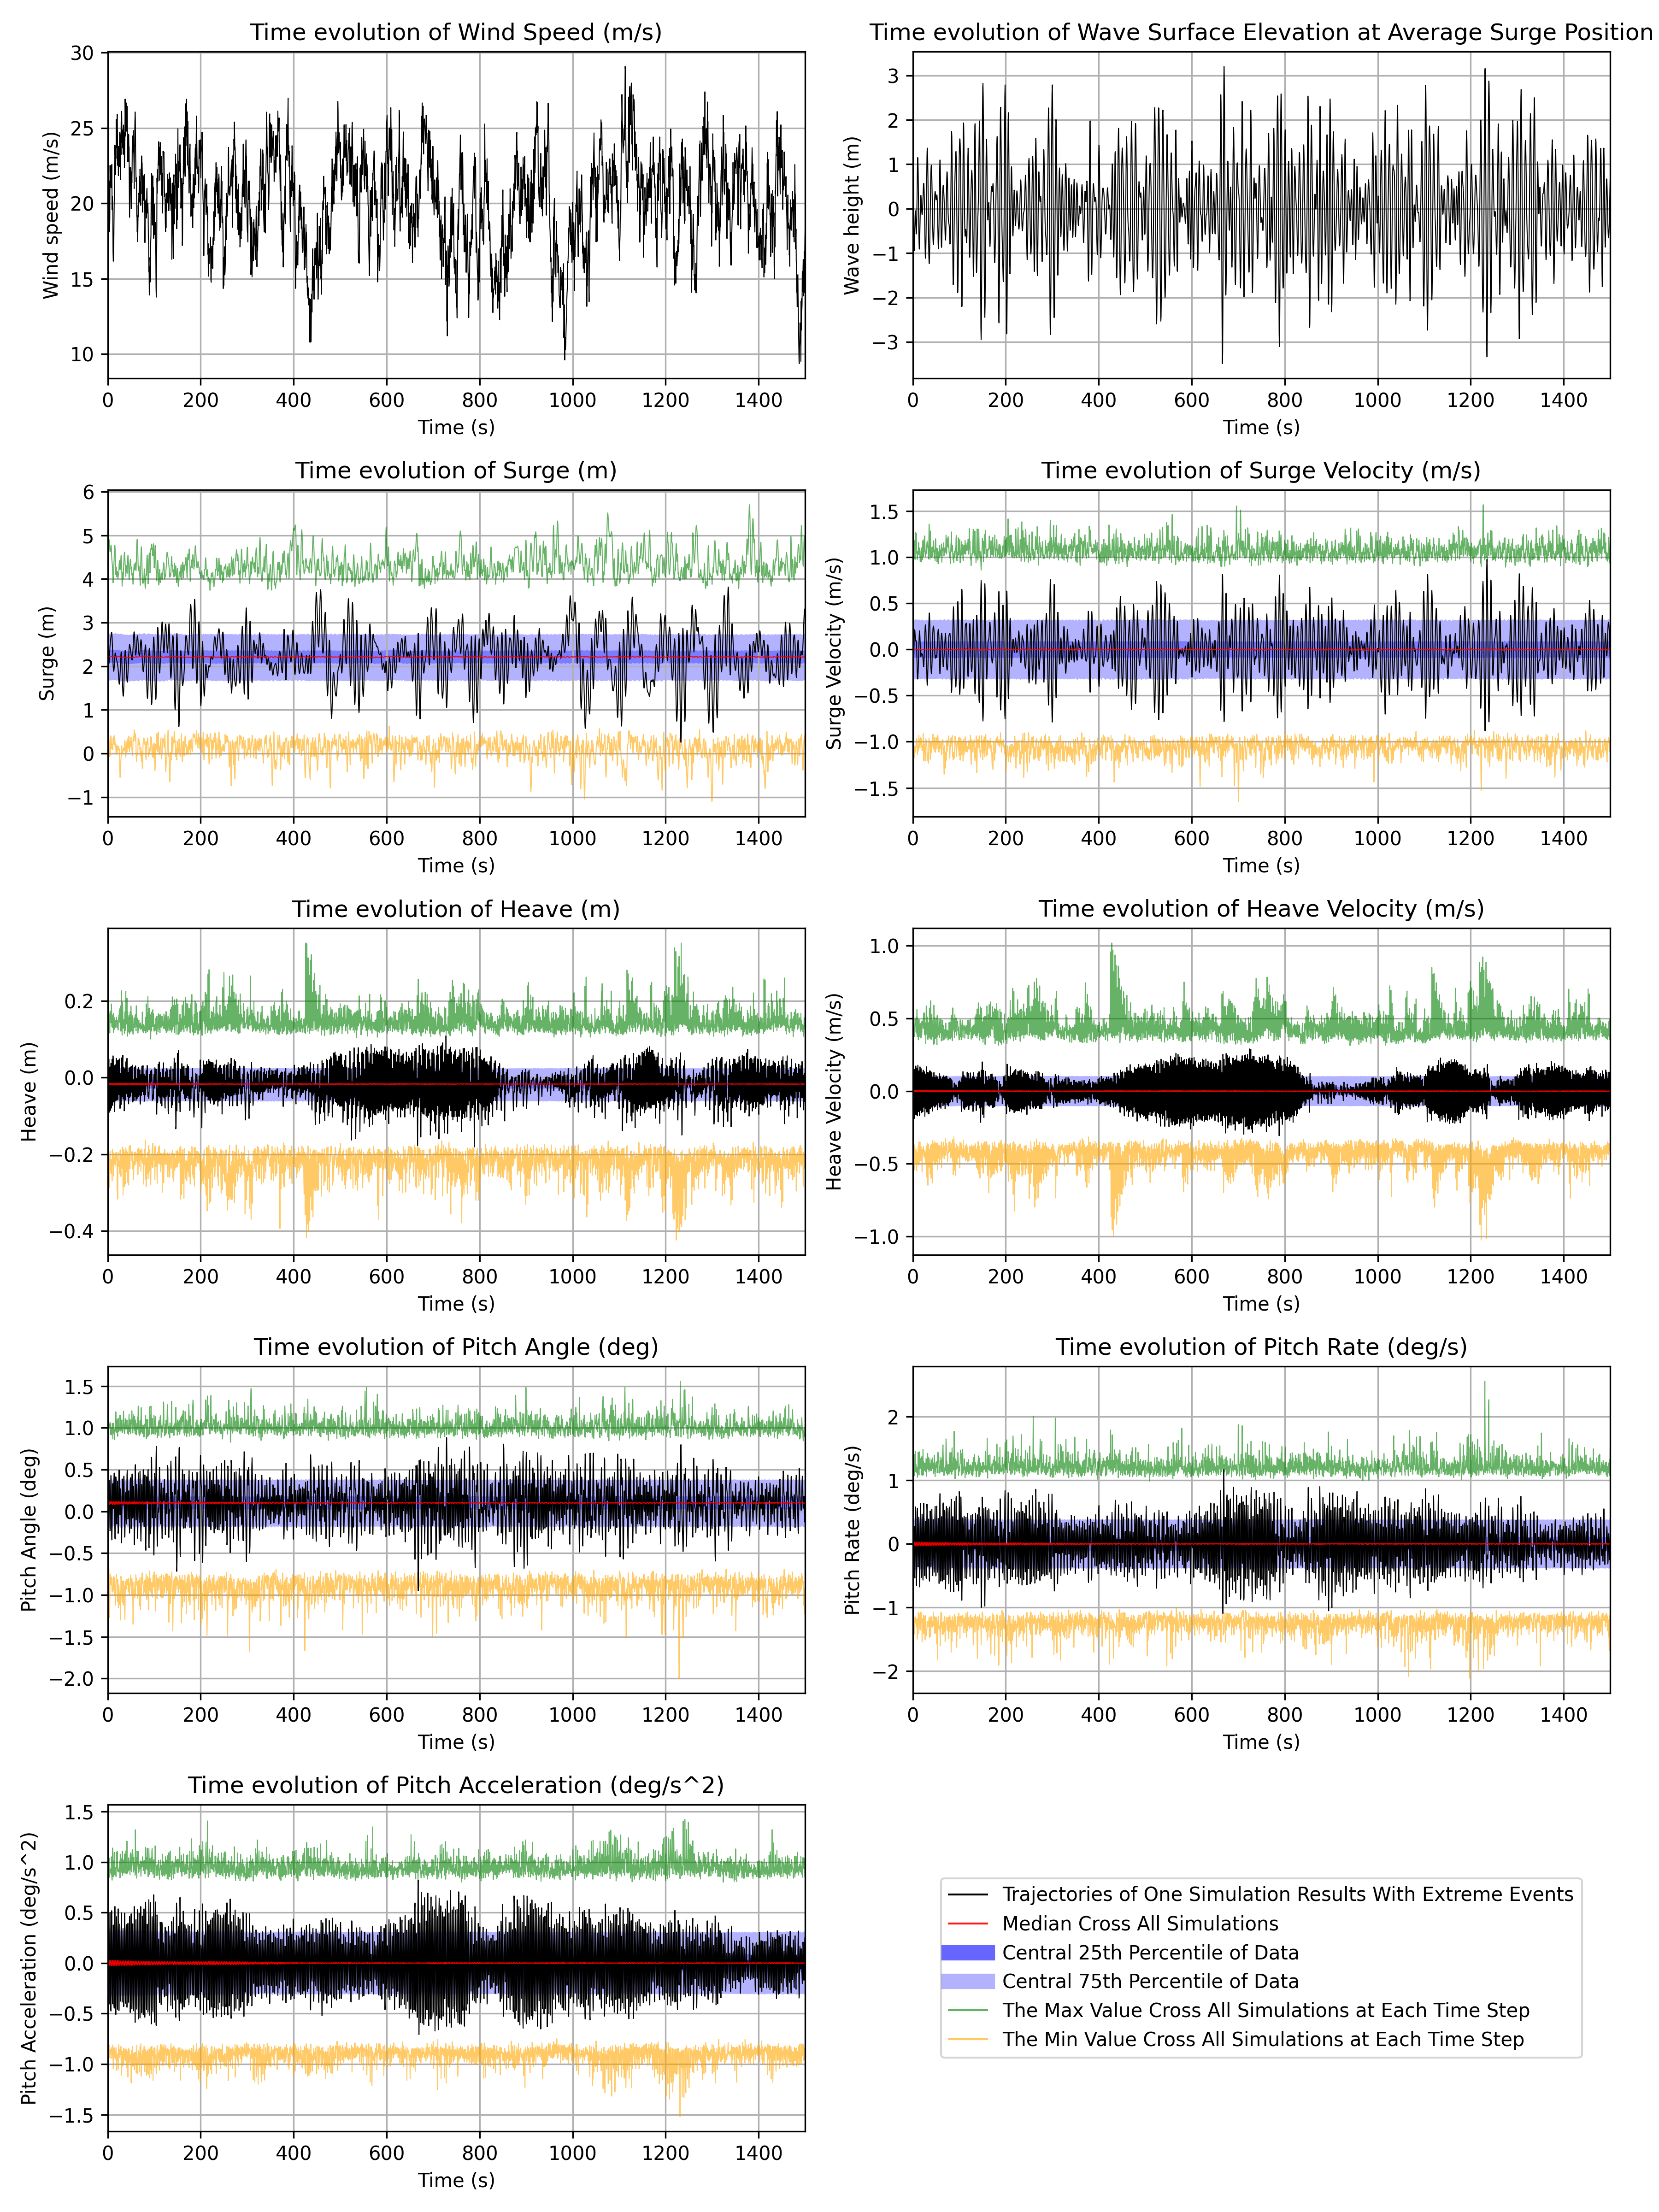 Time evolution of Wind Speed (m/s)
Wind speed (m/s)
30
25
20
15
10
0 200 400 600 800 1000 1200 1400
Time (s)
Time evolution of Wave Surface Elevation at Average Surge Position
Wave height (m)
3
2
1
0
−1
−2
−3
0 200 400 600 800 1000 1200 1400
Time (s)
Time evolution of Surge (m)
Surge (m)
6
5
4
3
2
1
0
−1
0 200 400 600 800 1000 1200 1400
Time (s)
Time evolution of Surge Velocity (m/s)
Surge Velocity (m/s)
1.5
1.0
0.5
0.0
−0.5
−1.0
−1.5
0 200 400 600 800 1000 1200 1400
Time (s)
Time evolution of Heave (m)
Heave (m)
0.2
0.0
−0.2
−0.4
0 200 400 600 800 1000 1200 1400
Time (s)
Time evolution of Heave Velocity (m/s)
Heave Velocity (m/s)
1.0
0.5
0.0
−0.5
−1.0
0 200 400 600 800 1000 1200 1400
Time (s)
Time evolution of Pitch Angle (deg)
Pitch Angle (deg)
1.5
1.0
0.5
0.0
−0.5
−1.0
−1.5
−2.0
0 200 400 600 800 1000 1200 1400
Time (s)
Time evolution of Pitch Rate (deg/s)
Pitch Rate (deg/s)
2
1
0
−1
−2
0 200 400 600 800 1000 1200 1400
Time (s)
Time evolution of Pitch Acceleration (deg/s^2)
Pitch Acceleration (deg/s^2)
1.5
1.0
0.5
0.0
−0.5
−1.0
−1.5
0 200 400 600 800 1000 1200 1400
Time (s)
Trajectories of One Simulation Results With Extreme Events
Median Cross All Simulations
Central 25th Percentile of Data
Central 75th Percentile of Data
The Max Value Cross All Simulations at Each Time Step
The Min Value Cross All Simulations at Each Time Step